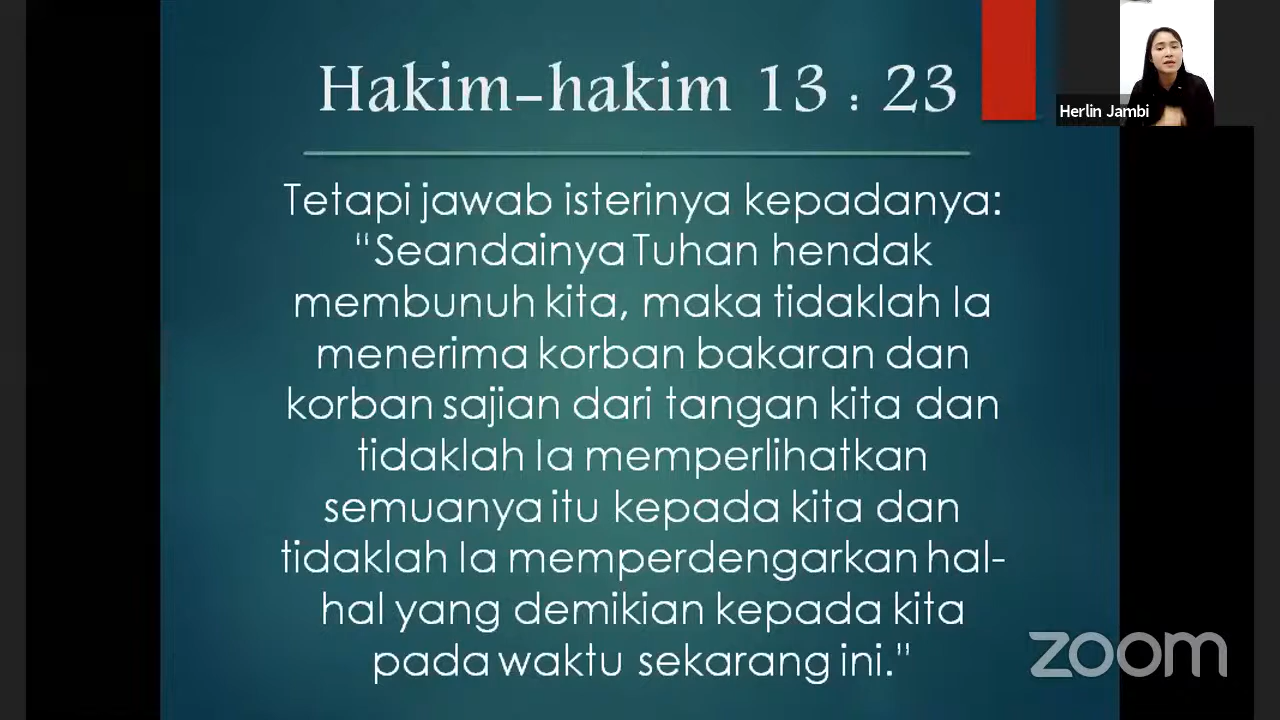 Hakim-hakim 13 : 23
Herlin Jambi
Tetapi jawab isterinya kepadanya:
"Seandainya Tuhan hendak
membunuh kita, maka tidaklah Ia
menerima korban bakaran dan
korban sajian dari tangan kita dan
tidaklah Ia memperlihatkan
semuanya itu kepada kita dan
tidaklah Ia memperdengarkan hal-
hal yang demikian kepada kita
pada waktu sekarang ini."
zoom